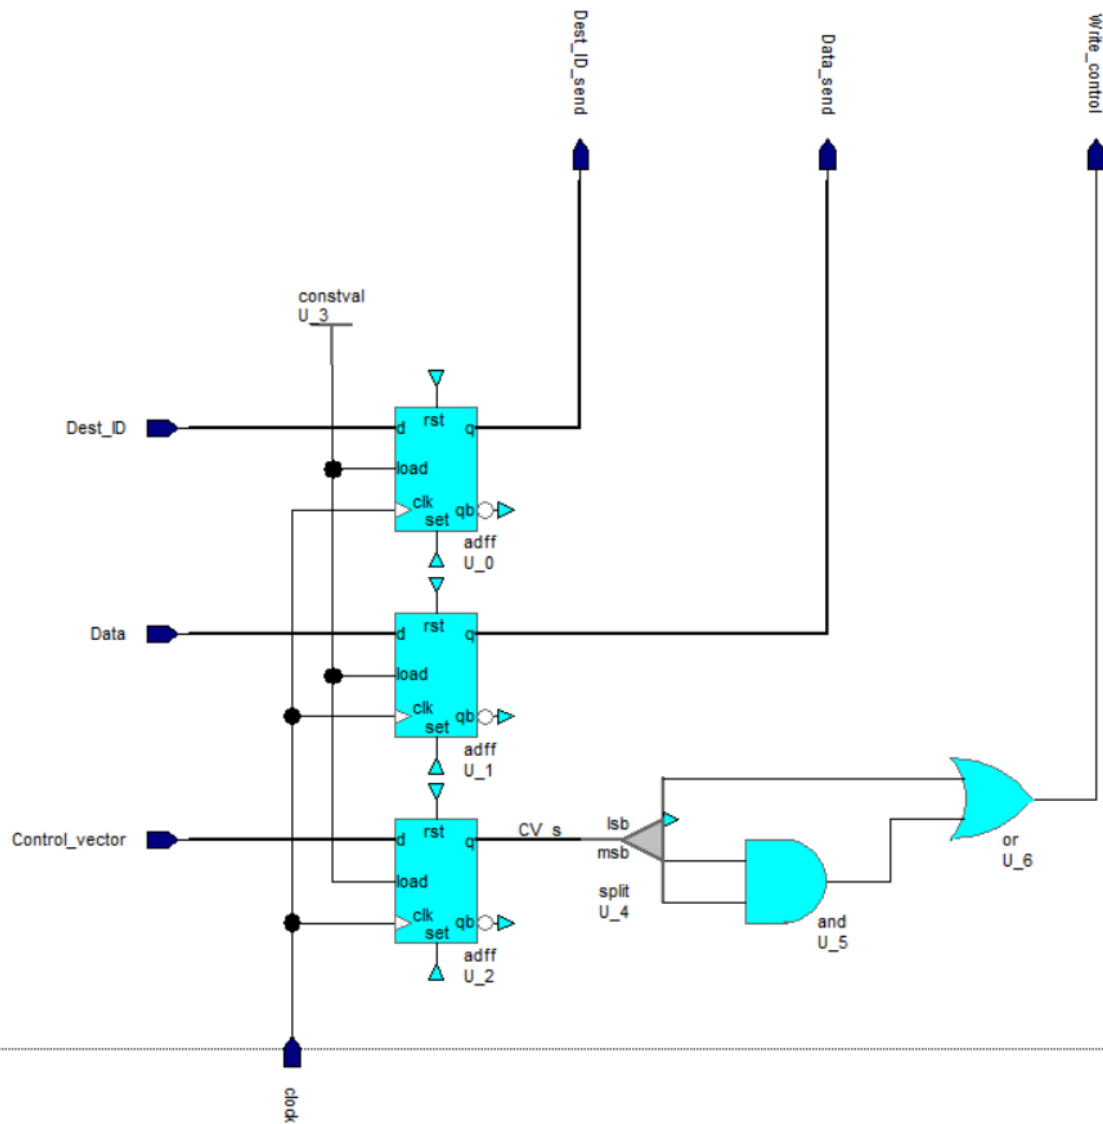 Dest_ID_send
Data_send
Write_control
constval
U_3
Dest_ID
d
rst
q
load
clk
set
qb
adff
U_0
Data
d
rst
q
load
clk
set
qb
adff
U_1
Control_vector
d
rst
q
load
clk
set
qb
adff
U_2
CV_s
lsb
msb
split
U_4
and
U_5
or
U_6
clock